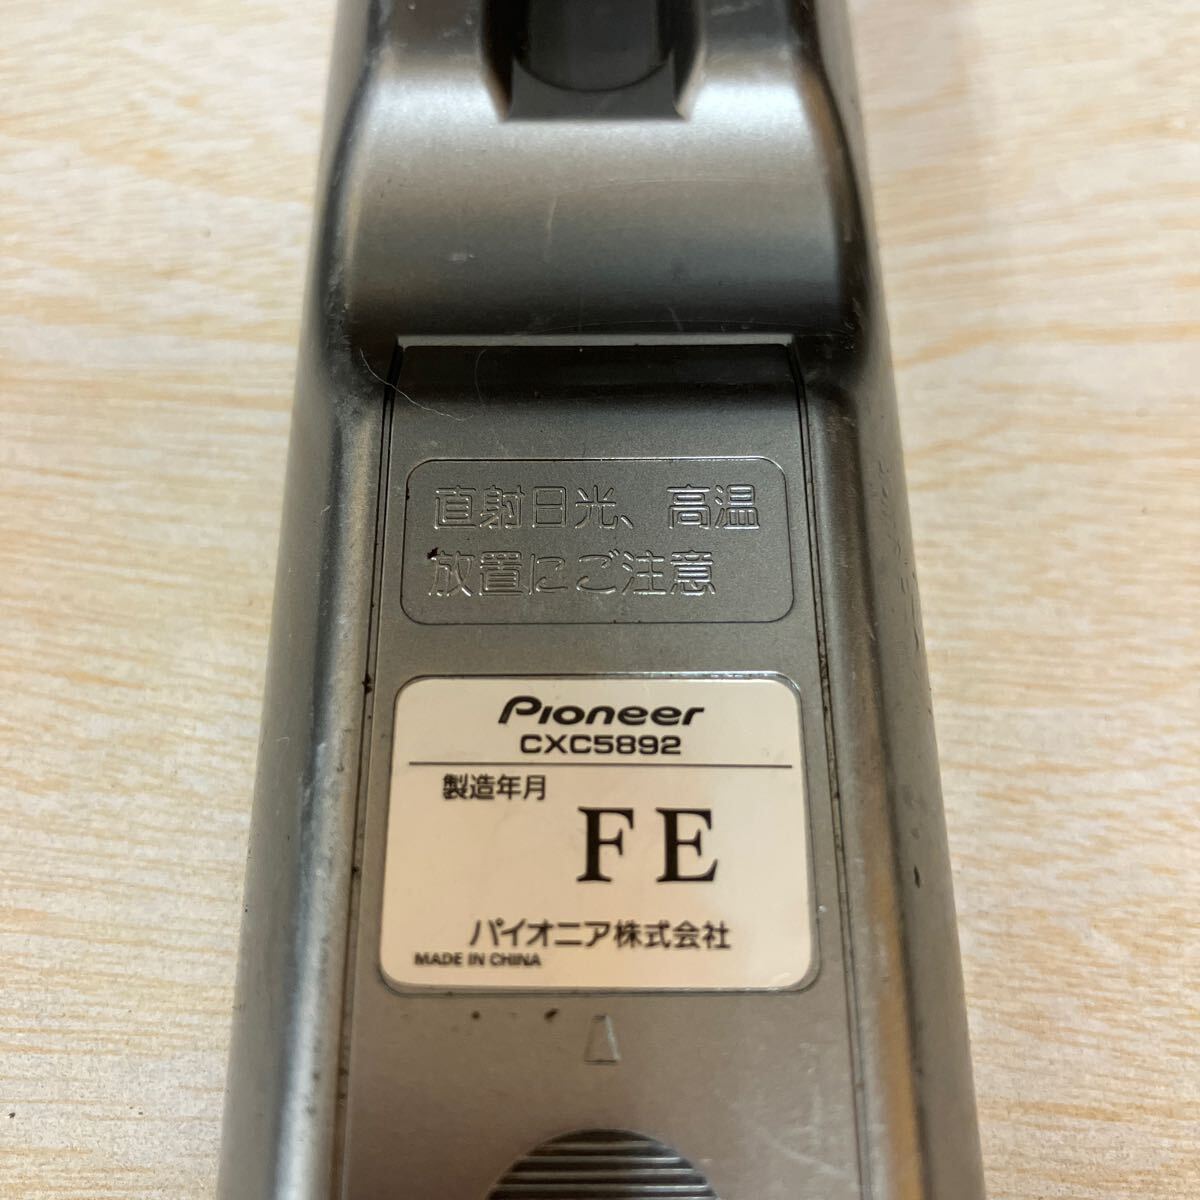 直射日光、高温
放置にご注意
Pioneer
CXC5892
製造年月
FE
パイオニア株式会社
MADE IN CHINA